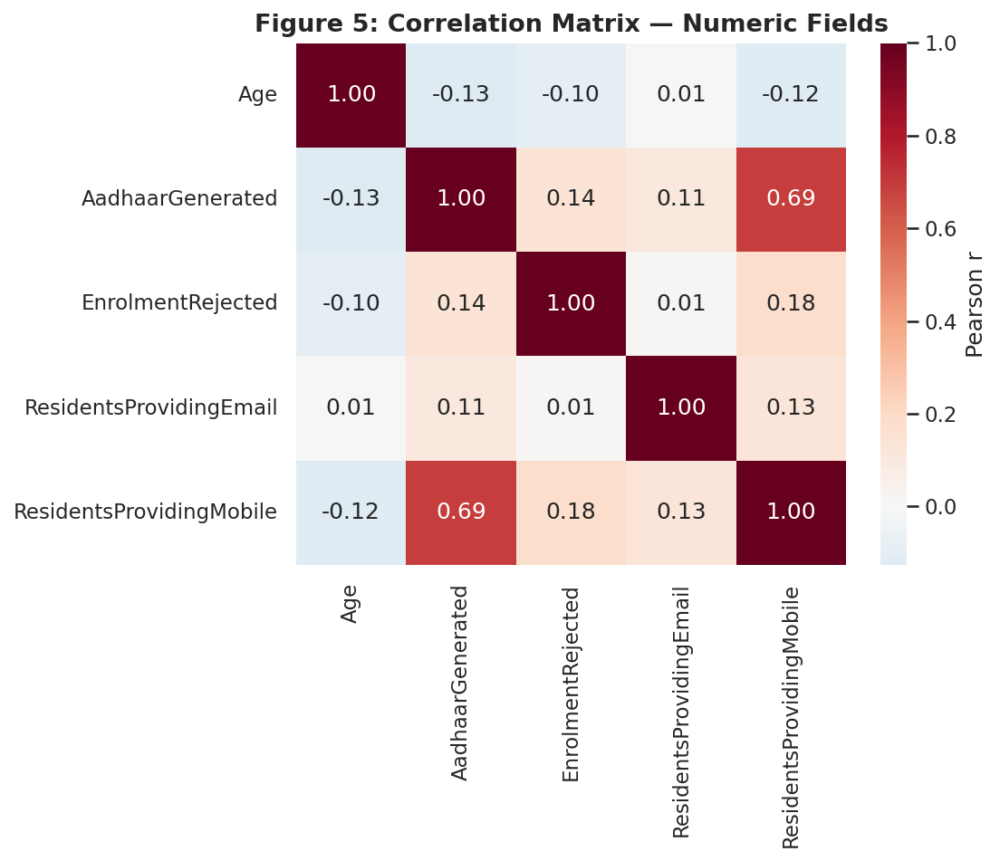 Figure 5: Correlation Matrix — Numeric Fields
Age 1.00 -0.13 -0.10 0.01 -0.12
AadhaarGenerated -0.13 1.00 0.14 0.11 0.69
EnrolmentRejected -0.10 0.14 1.00 0.01 0.18
ResidentsProvidingEmail 0.01 0.11 0.01 1.00 0.13
ResidentsProvidingMobile -0.12 0.69 0.18 0.13 1.00
Age
AadhaarGenerated
EnrolmentRejected
ResidentsProvidingEmail
ResidentsProvidingMobile
1.0
0.8
0.6
0.4
0.2
0.0
Pearson r